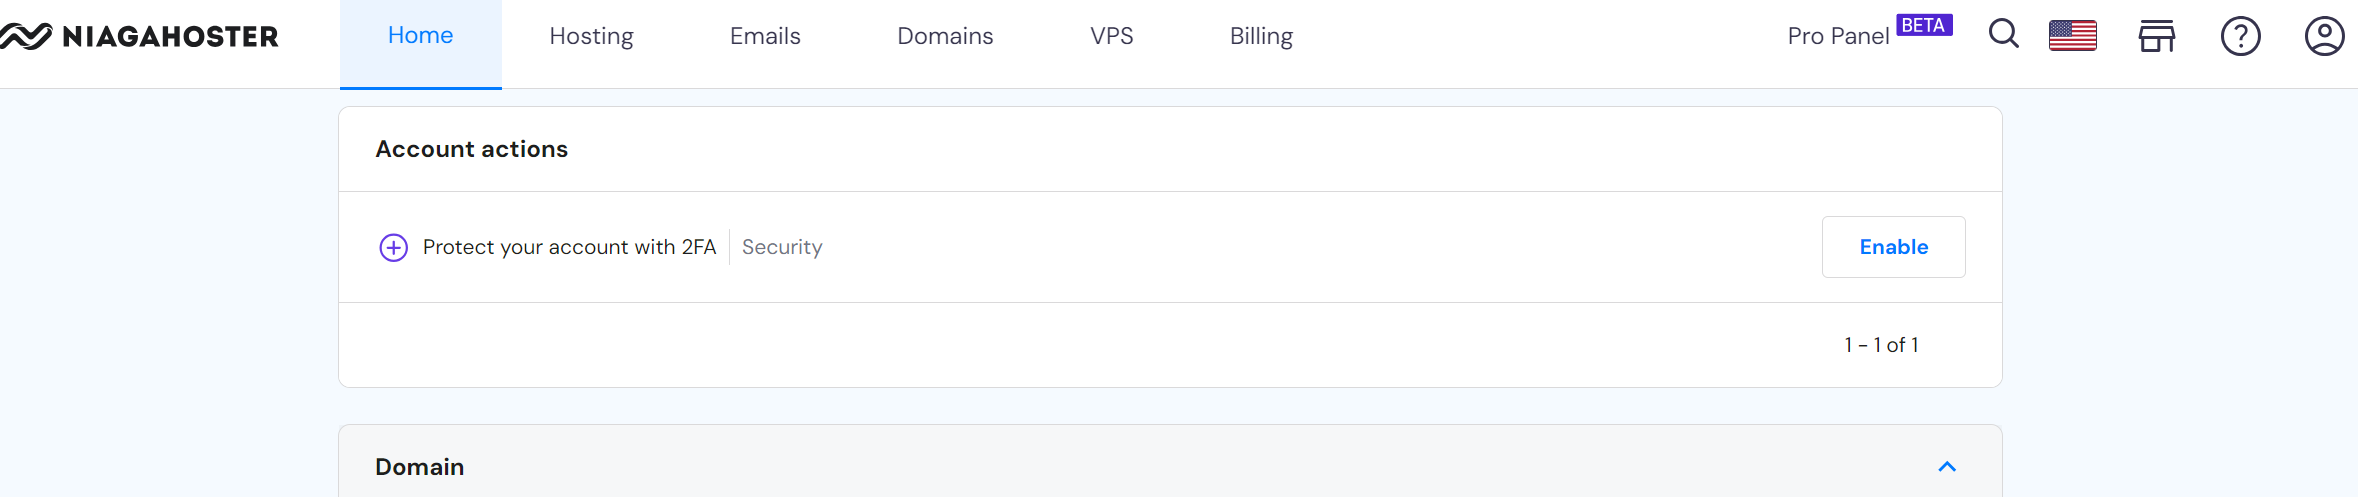 NIAGAHOSTER Home Hosting Emails Domains VPS Billing Pro Panel BETA
Account actions
Protect your account with 2FA Security Enable
1 - 1 of 1
Domain